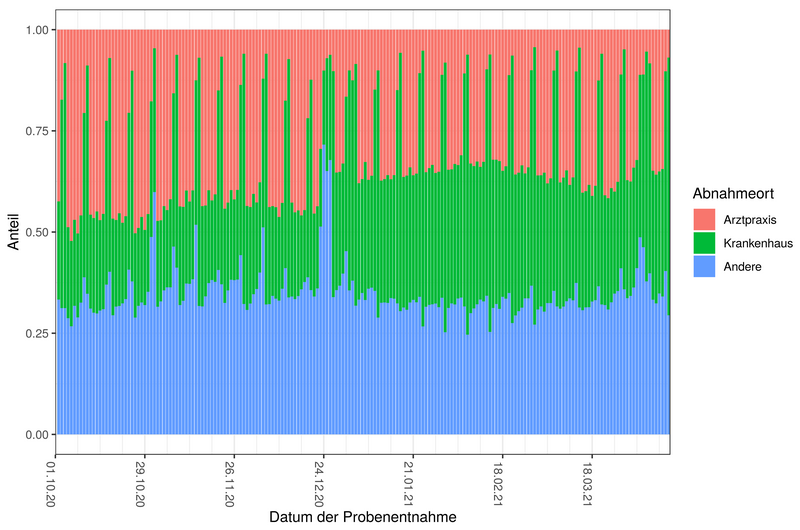 1.00
0.75
0.50
0.25
0.00
Anteil
01.10.20
29.10.20
26.11.20
24.12.20
21.01.21
18.02.21
18.03.21
Datum der Probenentnahme
Abnahmeort
Arztpraxis
Krankenhaus
Andere